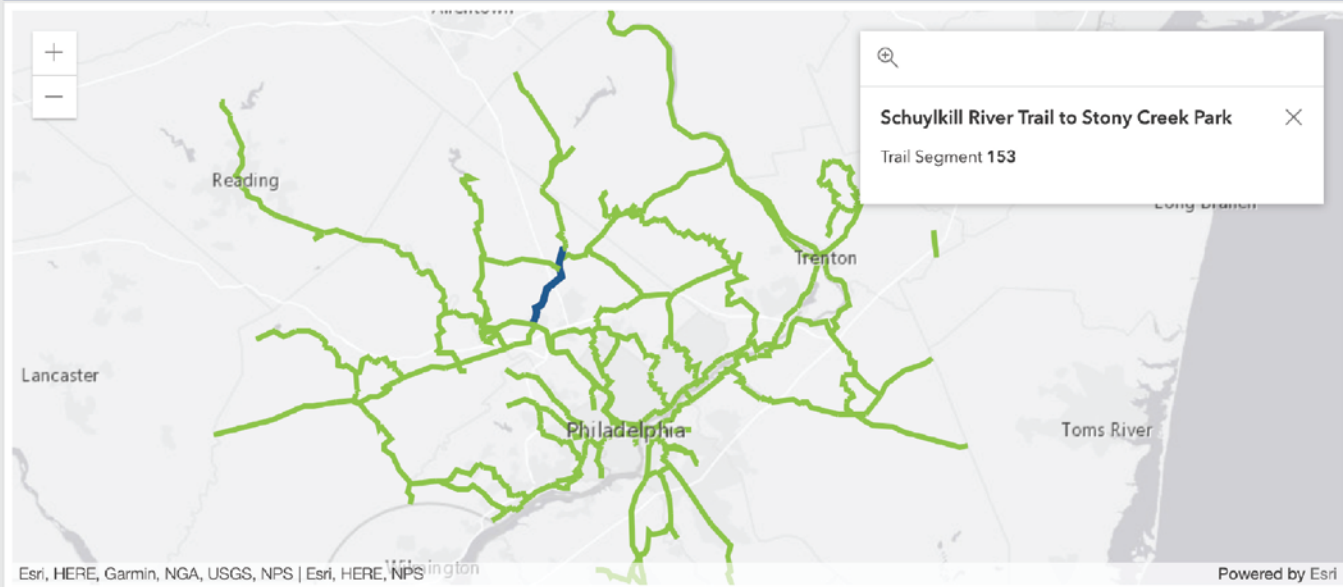 Allentown
+
−
Schuylkill River Trail to Stony Creek Park
Trail Segment 153
Reading
Long Branch
Trenton
Lancaster
Philadelphia
Toms River
Wilmington
Esri, HERE, Garmin, NGA, USGS, NPS | Esri, HERE, NPS
Powered by Esri